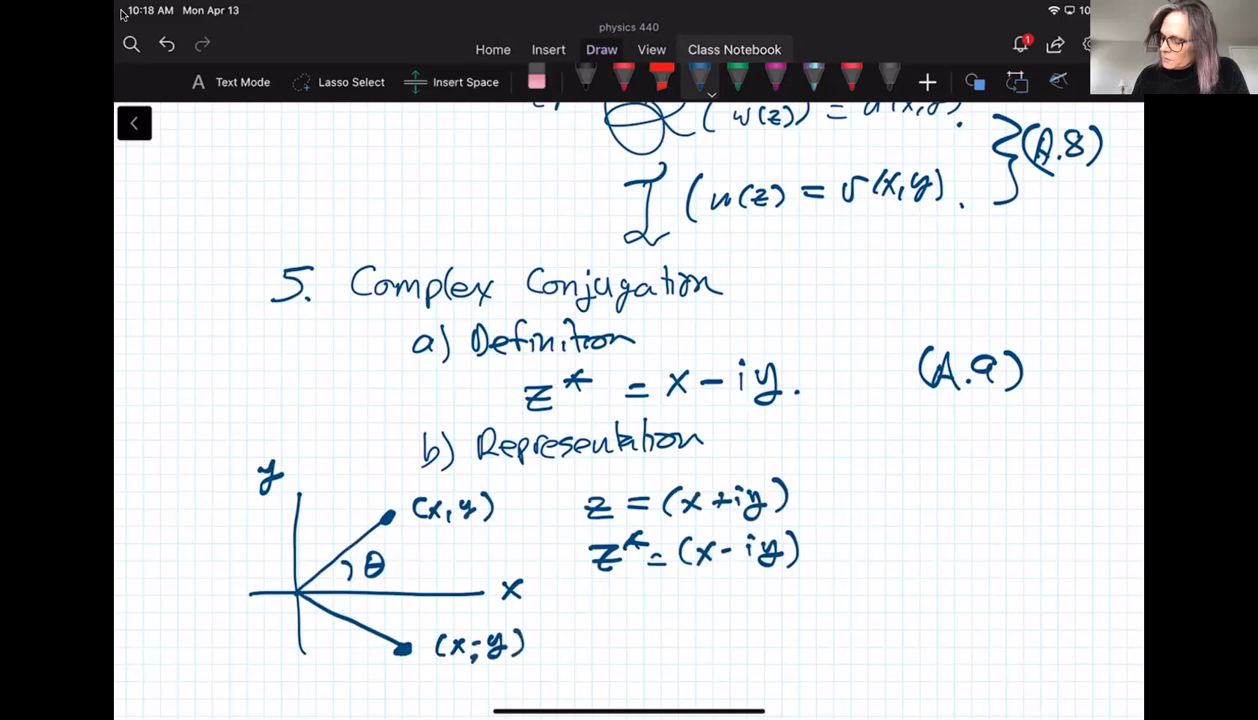 10:18 AM Mon Apr 13
physics 440
Home Insert Draw View Class Notebook
1
Text Mode Lasso Select Insert Space
(w(z)) = u(x,y).
} (A.8)
I (w(z) = v(x,y).
5. Complex Conjugation
a) Definition
z* = x - iy. (A.9)
b) Representation
y
(x,y) z = (x+iy)
z* = (x-iy)
θ
x
(x,-y)